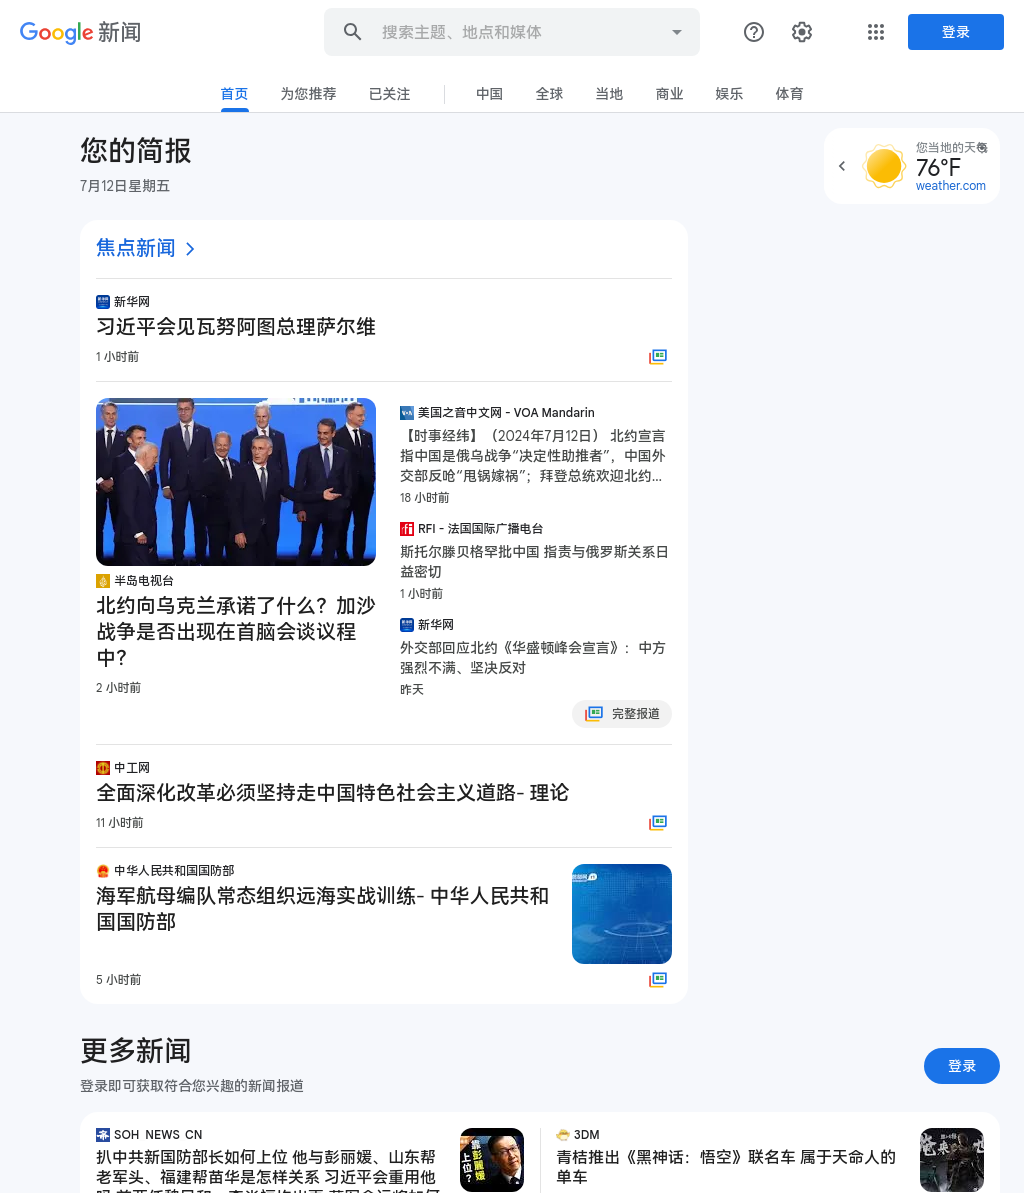 Google 新闻
搜索主题、地点和媒体
登录
首页
为您推荐
已关注
中国
全球
当地
商业
娱乐
体育
您的简报
7月12日星期五
您当地的天气
76°F
weather.com
焦点新闻
新华网
习近平会见瓦努阿图总理萨尔维
1 小时前
半岛电视台
北约向乌克兰承诺了什么？加沙
战争是否出现在首脑会谈议程
中？
2 小时前
美国之音中文网 - VOA Mandarin
【时事经纬】（2024年7月12日） 北约宣言
指中国是俄乌战争“决定性助推者”，中国外
交部反呛“甩锅嫁祸”；拜登总统欢迎北约...
18 小时前
RFI - 法国国际广播电台
斯托尔滕贝格罕批中国 指责与俄罗斯关系日
益密切
1 小时前
新华网
外交部回应北约《华盛顿峰会宣言》：中方
强烈不满、坚决反对
昨天
完整报道
中工网
全面深化改革必须坚持走中国特色社会主义道路- 理论
11 小时前
中华人民共和国国防部
海军航母编队常态组织远海实战训练- 中华人民共和
国国防部
5 小时前
更多新闻
登录即可获取符合您兴趣的新闻报道
登录
SOH_NEWS_CN
扒中共新国防部长如何上位 他与彭丽媛、山东帮
老军头、福建帮苗华是怎样关系 习近平会重用他
靠彭麗媛
上位？
3DM
青桔推出《黑神话：悟空》联名车 属于天命人的
单车